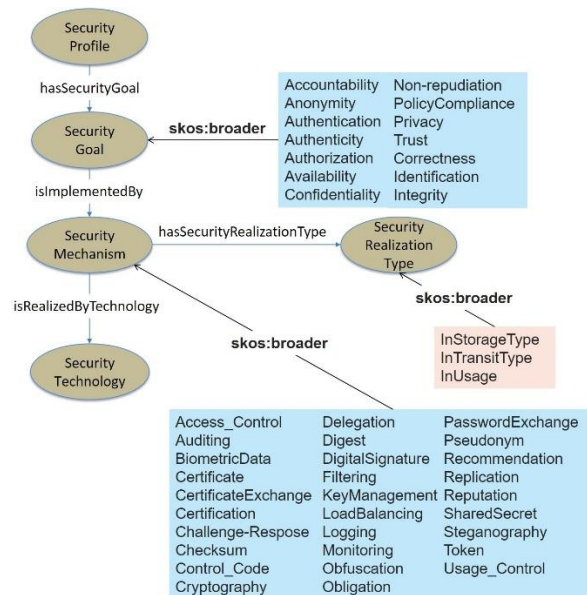 Security
Profile
hasSecurityGoal
Security
Goal
skos:broader
Accountability Non-repudiation
Anonymity PolicyCompliance
Authentication Privacy
Authenticity Trust
Authorization Correctness
Availability Identification
Confidentiality Integrity
isImplementedBy
Security
Mechanism
hasSecurityRealizationType
Security
Realization
Type
isRealizedByTechnology
skos:broader
skos:broader
InStorageType
InTransitType
InUsage
Security
Technology
Access_Control Delegation PasswordExchange
Auditing Digest Pseudonym
BiometricData DigitalSignature Recommendation
Certificate Filtering Replication
CertificateExchange KeyManagement Reputation
Certification LoadBalancing SharedSecret
Challenge-Respose Logging Steganography
Checksum Monitoring Token
Control_Code Obfuscation Usage_Control
Cryptography Obligation